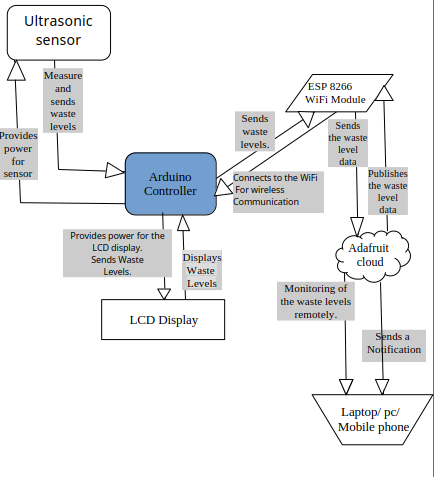 Ultrasonic
sensor
Measure
and
sends
waste
levels
Provides
power
for
sensor
ESP 8266
WiFi Module
Sends
waste
levels.
Sends
the waste
level
data
Publishes
the waste
level
data
Arduino
Controller
Connects to the WiFi
For wireless
Communication
Provides power for the
LCD display.
Sends Waste
Levels.
Displays
Waste
Levels
Adafruit
cloud
LCD Display
Monitoring of
the waste levels
remotely.
Sends a
Notification
Laptop/ pc/
Mobile phone